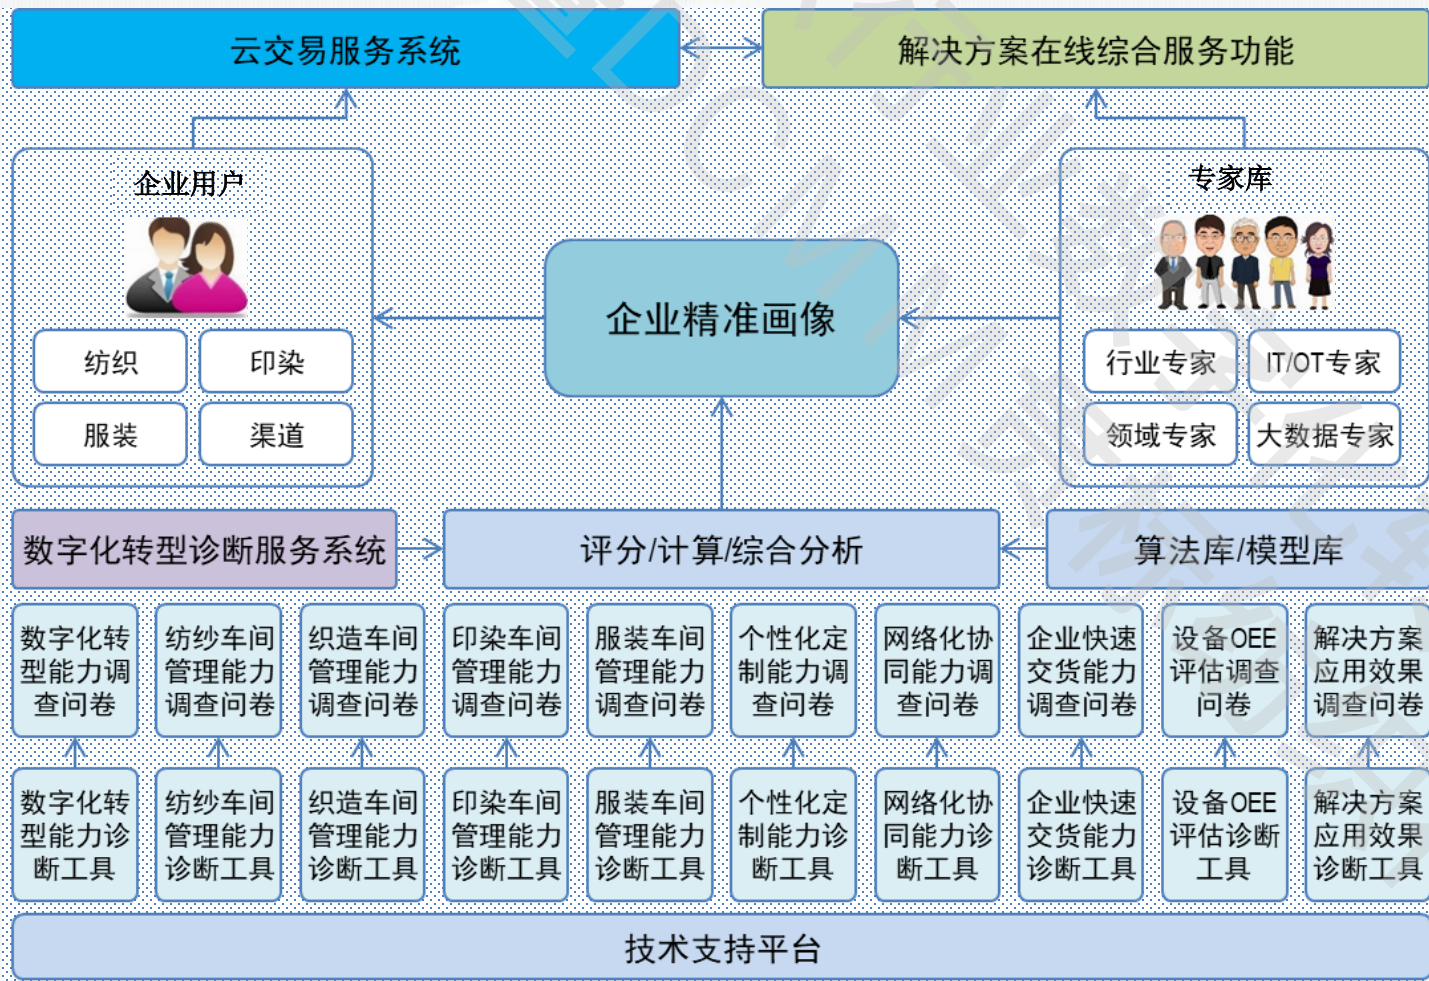 云交易服务系统
解决方案在线综合服务功能
企业用户
专家库
企业精准画像
纺织
印染
服装
渠道
行业专家
IT/OT专家
领域专家
大数据专家
数字化转型诊断服务系统
评分/计算/综合分析
算法库/模型库
数字化转
型能力调
查问卷
纺纱车间
管理能力
调查问卷
织造车间
管理能力
调查问卷
印染车间
管理能力
调查问卷
服装车间
管理能力
调查问卷
个性化定
制能力调
查问卷
网络化协
同能力调
查问卷
企业快速
交货能力
调查问卷
设备OEE
评估调查
问卷
解决方案
应用效果
调查问卷
数字化转
型能力诊
断工具
纺纱车间
管理能力
诊断工具
织造车间
管理能力
诊断工具
印染车间
管理能力
诊断工具
服装车间
管理能力
诊断工具
个性化定
制能力诊
断工具
网络化协
同能力诊
断工具
企业快速
交货能力
诊断工具
设备OEE
评估诊断
工具
解决方案
应用效果
诊断工具
技术支持平台